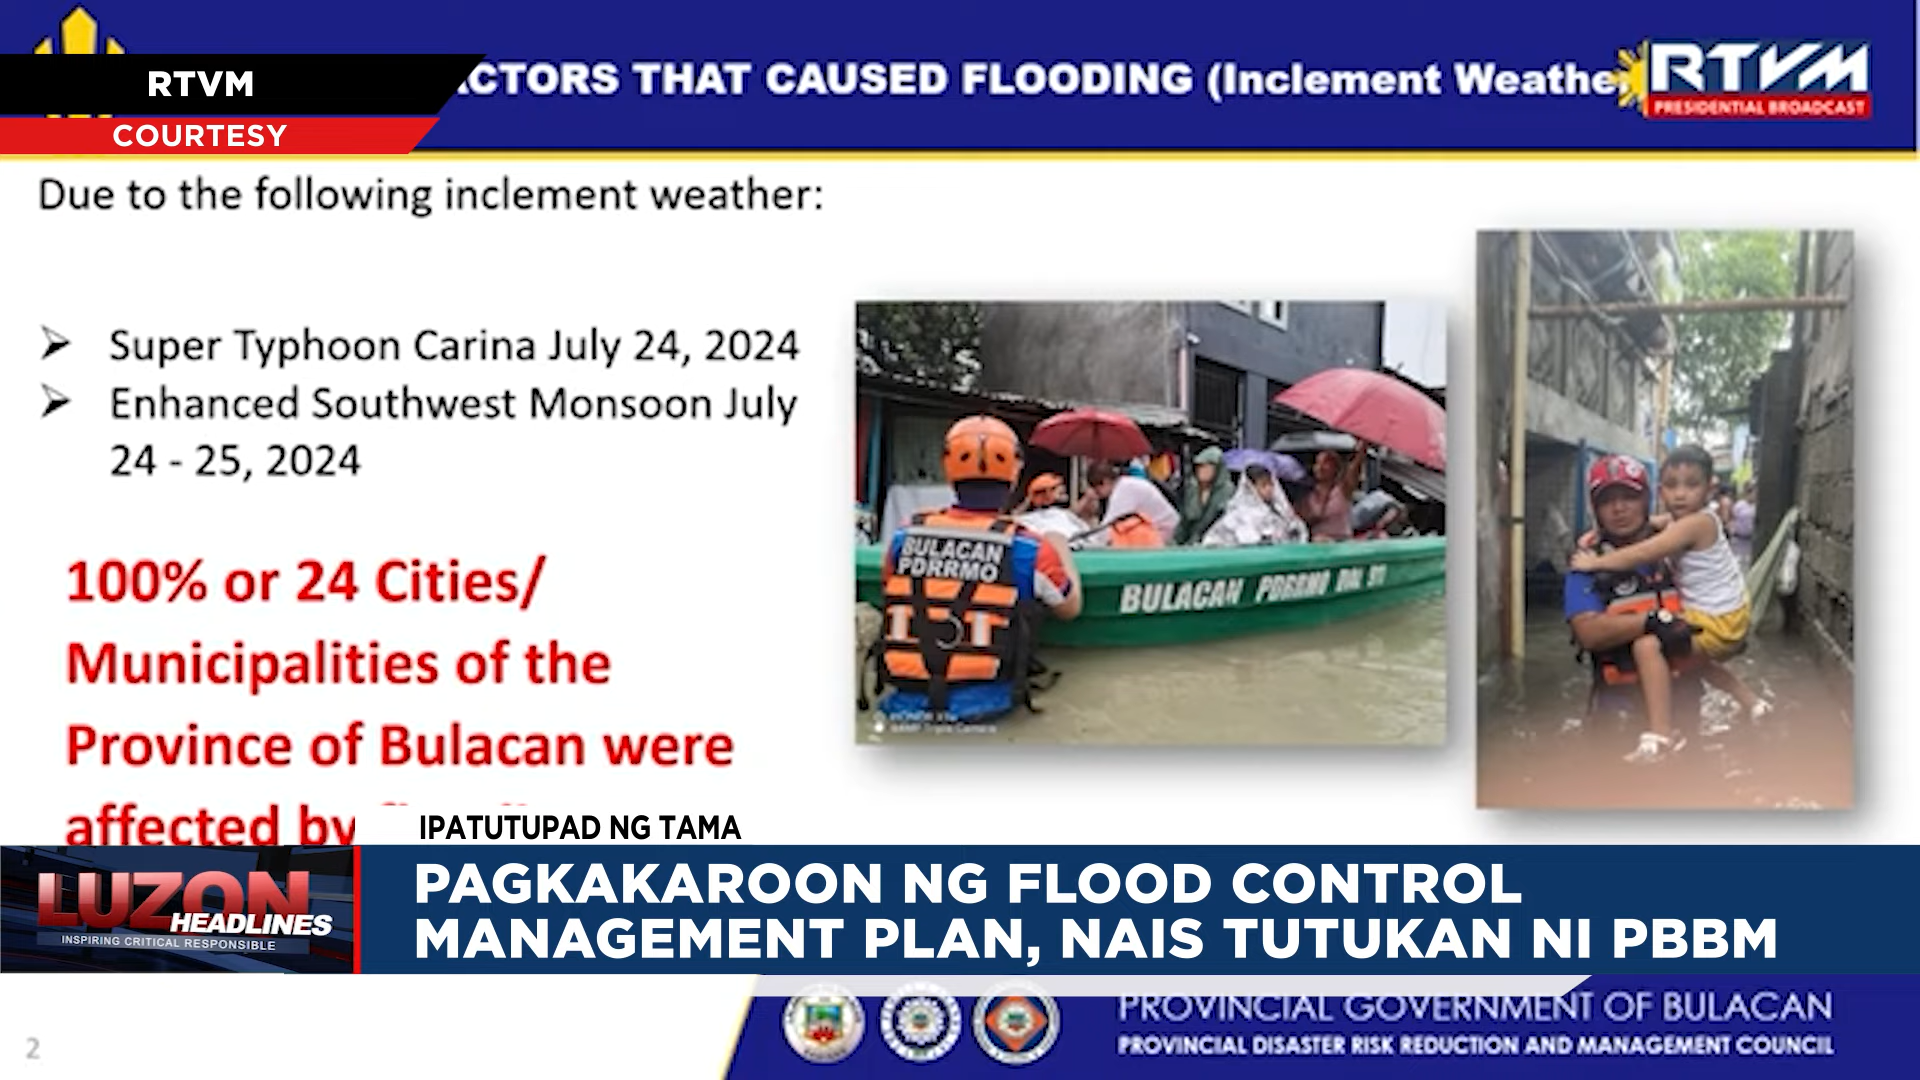 RTVM
COURTESY
ACTORS THAT CAUSED FLOODING (Inclement Weather
RTVM
PRESIDENTIAL BROADCAST
Due to the following inclement weather:
Super Typhoon Carina July 24, 2024
Enhanced Southwest Monsoon July
24 - 25, 2024
100% or 24 Cities/
Municipalities of the
Province of Bulacan were
affected by
BULACAN
PDRRMO
BULACAN PDRRMO
IPATUTUPAD NG TAMA
LUZON
HEADLINES
INSPIRING CRITICAL RESPONSIBLE
PAGKAKAROON NG FLOOD CONTROL
MANAGEMENT PLAN, NAIS TUTUKAN NI PBBM
PROVINCIAL GOVERNMENT OF BULACAN
PROVINCIAL DISASTER RISK REDUCTION AND MANAGEMENT COUNCIL
2